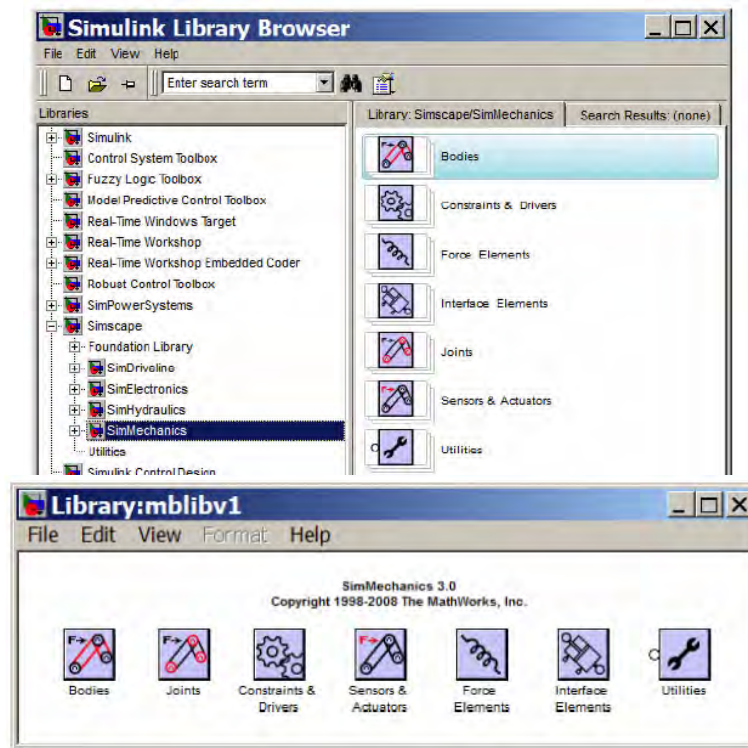 Simulink Library Browser
File Edit View Help
Enter search term
Libraries
Simulink
Control System Toolbox
Fuzzy Logic Toolbox
Model Predictive Control Toolbox
Real-Time Windows Target
Real-Time Workshop
Real-Time Workshop Embedded Coder
Robust Control Toolbox
SimPowerSystems
Simscape
Foundation Library
SimDriveline
SimElectronics
SimHydraulics
SimMechanics
Utilities
Simulink Control Design
Library: Simscape/SimMechanics Search Results: (none)
Bodies
Constraints & Drivers
Force Elements
Interface Elements
Joints
Sensors & Actuators
Utilities
Library:mblibv1
File Edit View Format Help
SimMechanics 3.0
Copyright 1998-2008 The MathWorks, Inc.
Bodies Joints Constraints & Sensors & Force Interface Utilities
Drivers Actuators Elements Elements